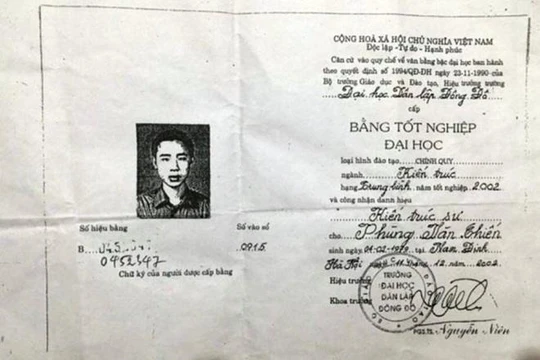 CỘNG HOÀ XÃ HỘI CHỦ NGHĨA VIỆT NAM
Độc lập - Tự do - Hạnh phúc
Căn cứ vào quy chế về văn bằng bậc đại học ban hành
theo quyết định số 1994/QĐ-ĐH ngày 23-11-1990 của
Bộ trưởng Giáo dục và Đào tạo, Hiệu trưởng trường
Đại học Dân lập Đông Đô
cấp
BẰNG TỐT NGHIỆP
ĐẠI HỌC
loại hình đào tạo CHÍNH QUY
ngành Kiến trúc
hạng Trung bình năm tốt nghiệp 2002
và công nhận danh hiệu
Kiến trúc sư
cho Phùng Văn Chiến
sinh ngày 01-02-1979 tại Nam Định
Hà Nội tháng 12 năm 2002
Hiệu trưởng
Khoa trưởng
TRƯỜNG
ĐẠI HỌC
DÂN LẬP
ĐÔNG ĐÔ
PGS.TS. Nguyễn Niên
Số hiệu bằng Số vào sổ
B 0915
0452347
Chữ ký của người được cấp bằng